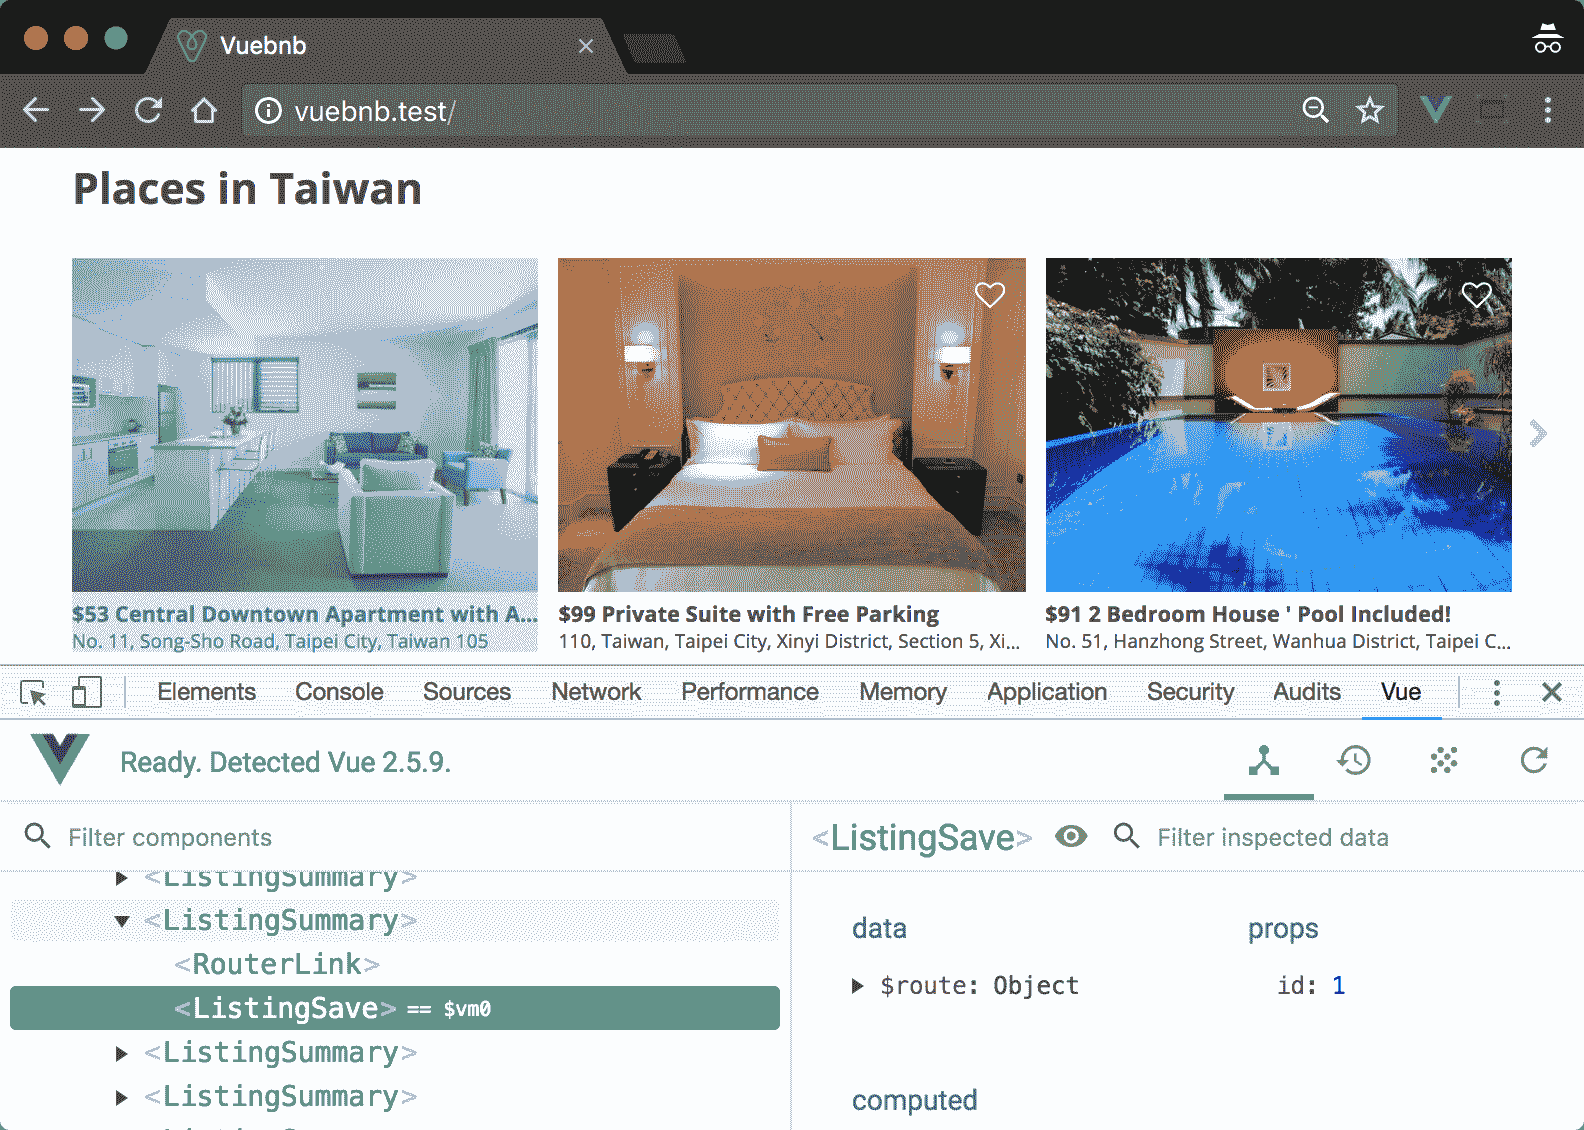 Vuebnb
vuebnb.test/
Places in Taiwan
$53 Central Downtown Apartment with A...
No. 11, Song-Sho Road, Taipei City, Taiwan 105
$99 Private Suite with Free Parking
110, Taiwan, Taipei City, Xinyi District, Section 5, Xi...
$91 2 Bedroom House ' Pool Included!
No. 51, Hanzhong Street, Wanhua District, Taipei C...
Elements Console Sources Network Performance Memory Application Security Audits Vue
Ready. Detected Vue 2.5.9.
Filter components
<ListingSummary>
<ListingSummary>
<RouterLink>
<ListingSave> == $vm0
<ListingSummary>
<ListingSummary>
<ListingSave> Filter inspected data
data
$route: Object
props
id: 1
computed